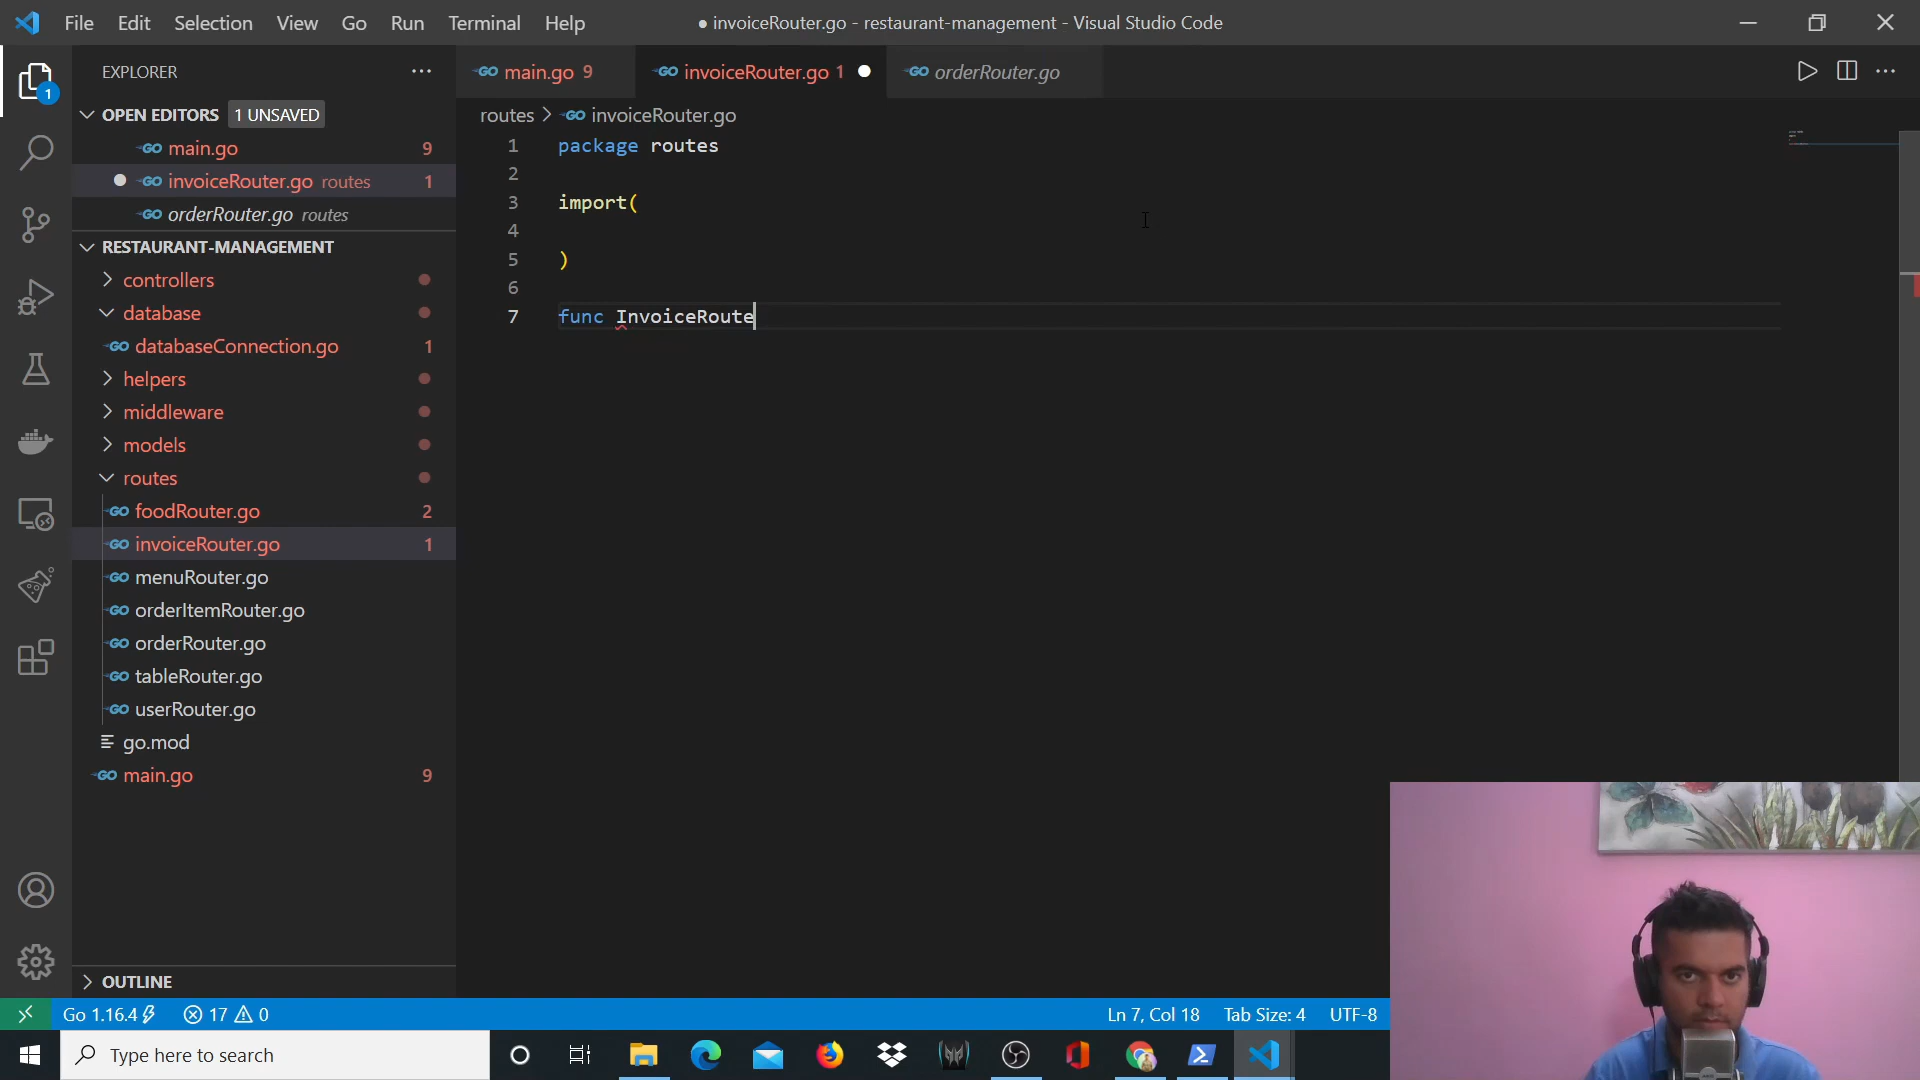 File Edit Selection View Go Run Terminal Help
● invoiceRouter.go - restaurant-management - Visual Studio Code
EXPLORER
OPEN EDITORS 1 UNSAVED
main.go 9
invoiceRouter.go routes 1
orderRouter.go routes
RESTAURANT-MANAGEMENT
controllers
database
databaseConnection.go 1
helpers
middleware
models
routes
foodRouter.go 2
invoiceRouter.go 1
menuRouter.go
orderItemRouter.go
orderRouter.go
tableRouter.go
userRouter.go
go.mod
main.go 9
OUTLINE
main.go 9 invoiceRouter.go 1 orderRouter.go
routes > invoiceRouter.go
1 package routes
2
3 import(
4
5 )
6
7 func InvoiceRoute
Go 1.16.4 17 0 Ln 7, Col 18 Tab Size: 4 UTF-8
Type here to search